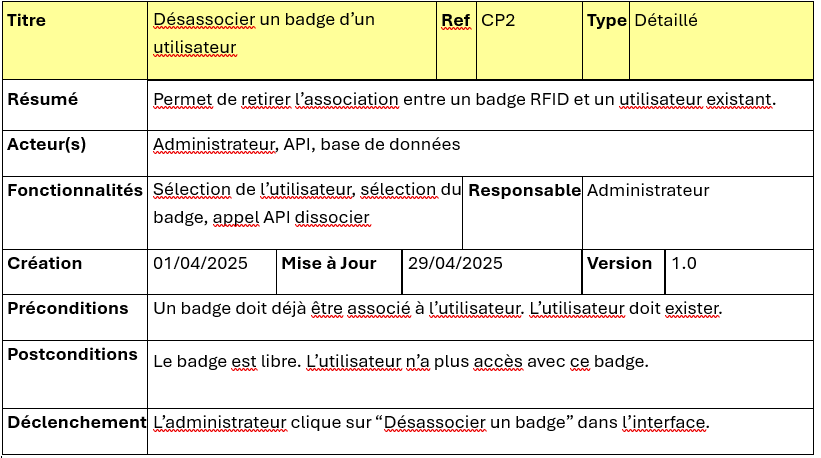 Titre Désassocier un badge d’un utilisateur Ref CP2 Type Détaillé
Résumé Permet de retirer l’association entre un badge RFID et un utilisateur existant.
Acteur(s) Administrateur, API, base de données
Fonctionnalités Sélection de l’utilisateur, sélection du badge, appel API dissocier Responsable Administrateur
Création 01/04/2025 Mise à Jour 29/04/2025 Version 1.0
Préconditions Un badge doit déjà être associé à l’utilisateur. L’utilisateur doit exister.
Postconditions Le badge est libre. L’utilisateur n’a plus accès avec ce badge.
Déclenchement L’administrateur clique sur “Désassocier un badge” dans l’interface.